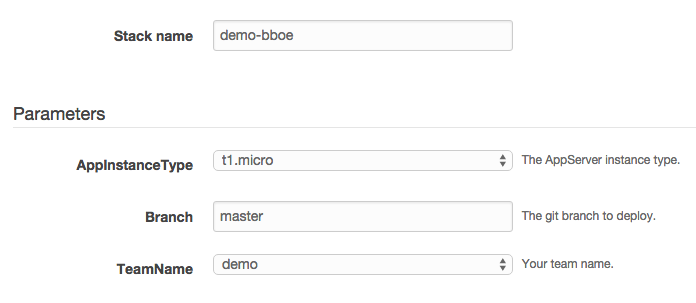 Stack name demo-bboe
Parameters
AppInstanceType t1.micro The AppServer instance type.
Branch master The git branch to deploy.
TeamName demo Your team name.